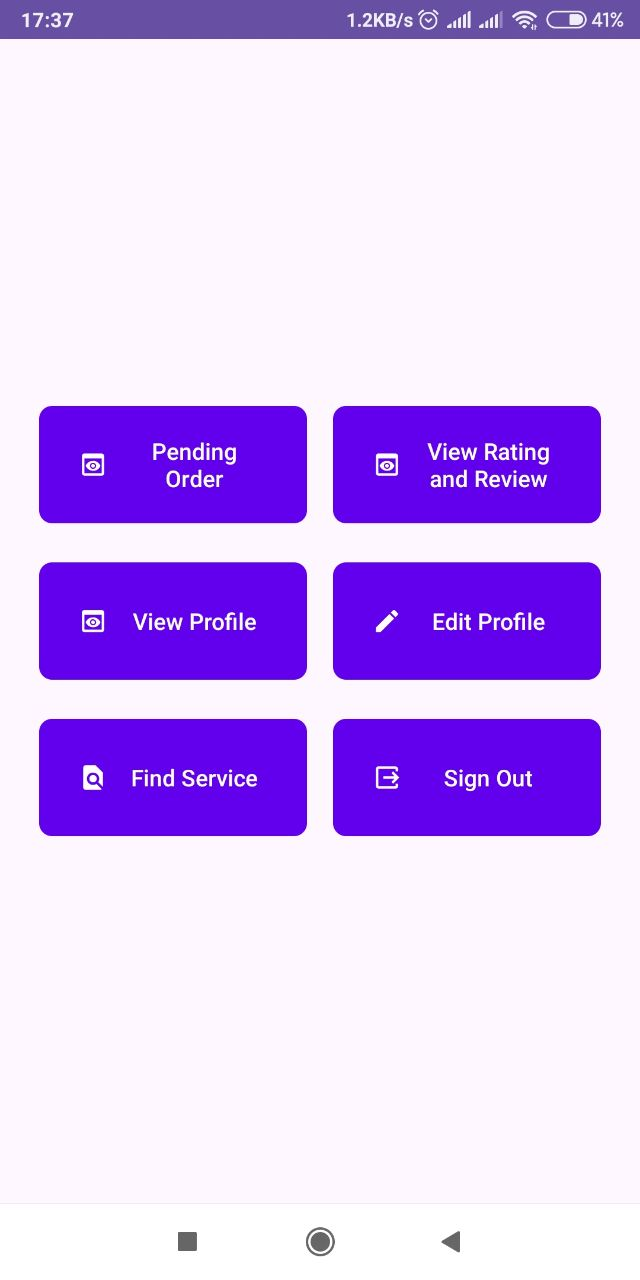 17:37 1.2KB/s 41%
Pending
Order
View Rating
and Review
View Profile
Edit Profile
Find Service
Sign Out